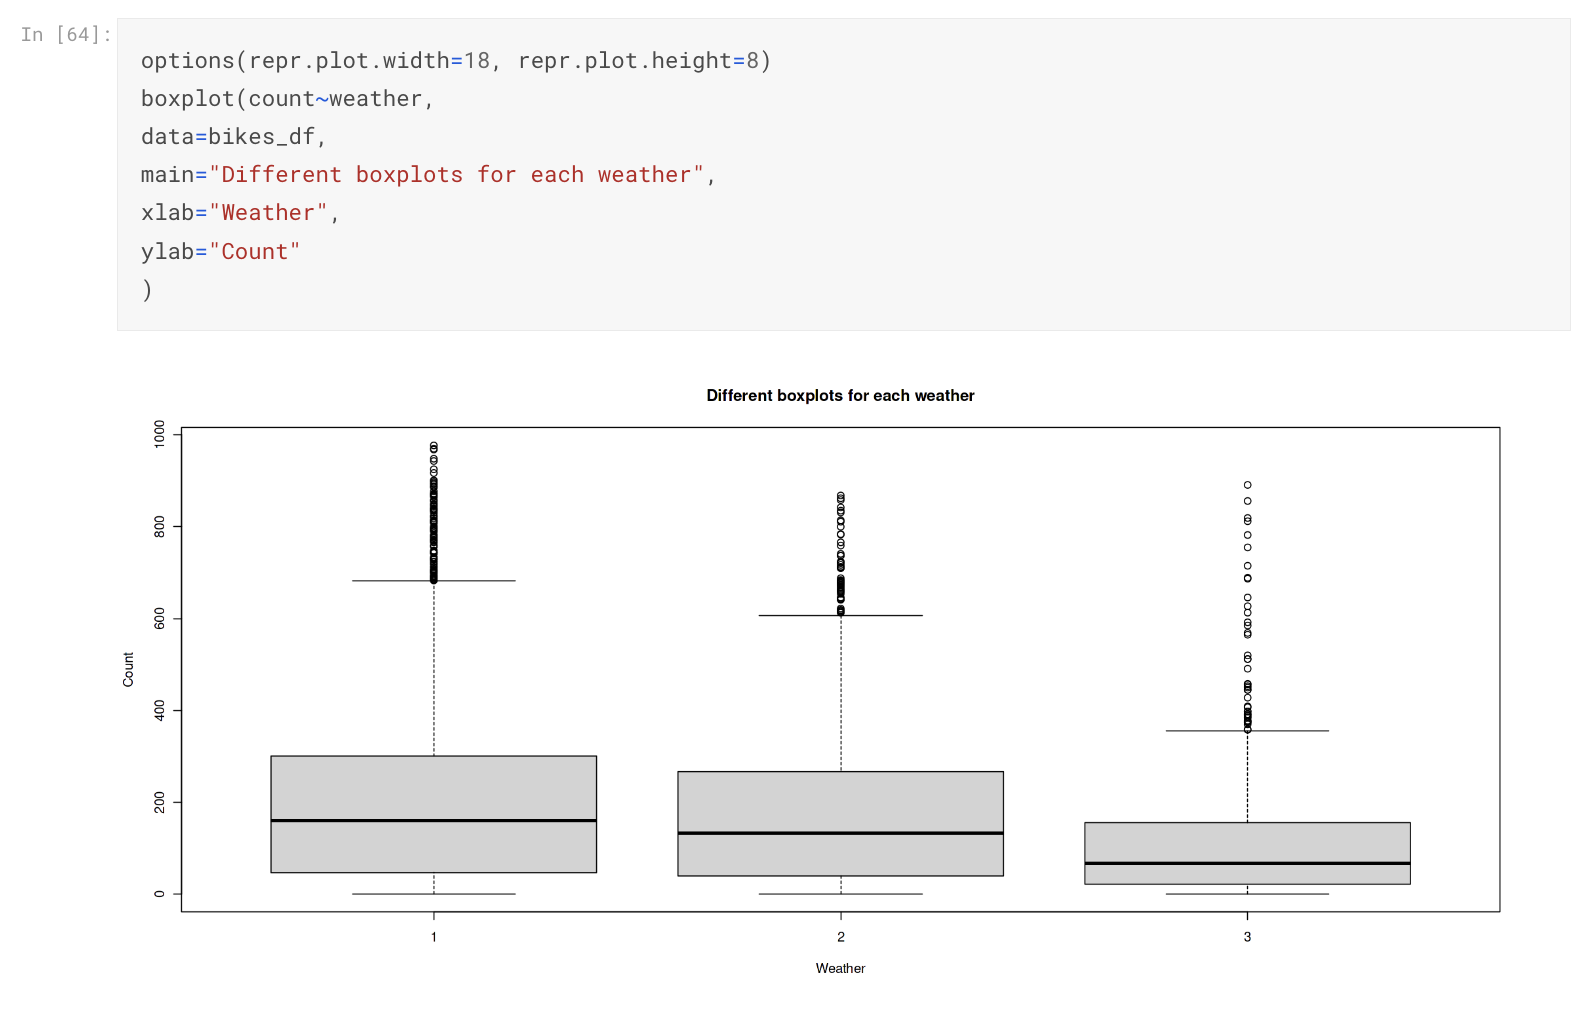 In [64]:
options(repr.plot.width=18, repr.plot.height=8)
boxplot(count~weather,
data=bikes_df,
main="Different boxplots for each weather",
xlab="Weather",
ylab="Count"
)
Different boxplots for each weather
1000
800
600
400
200
0
Count
1 2 3
Weather